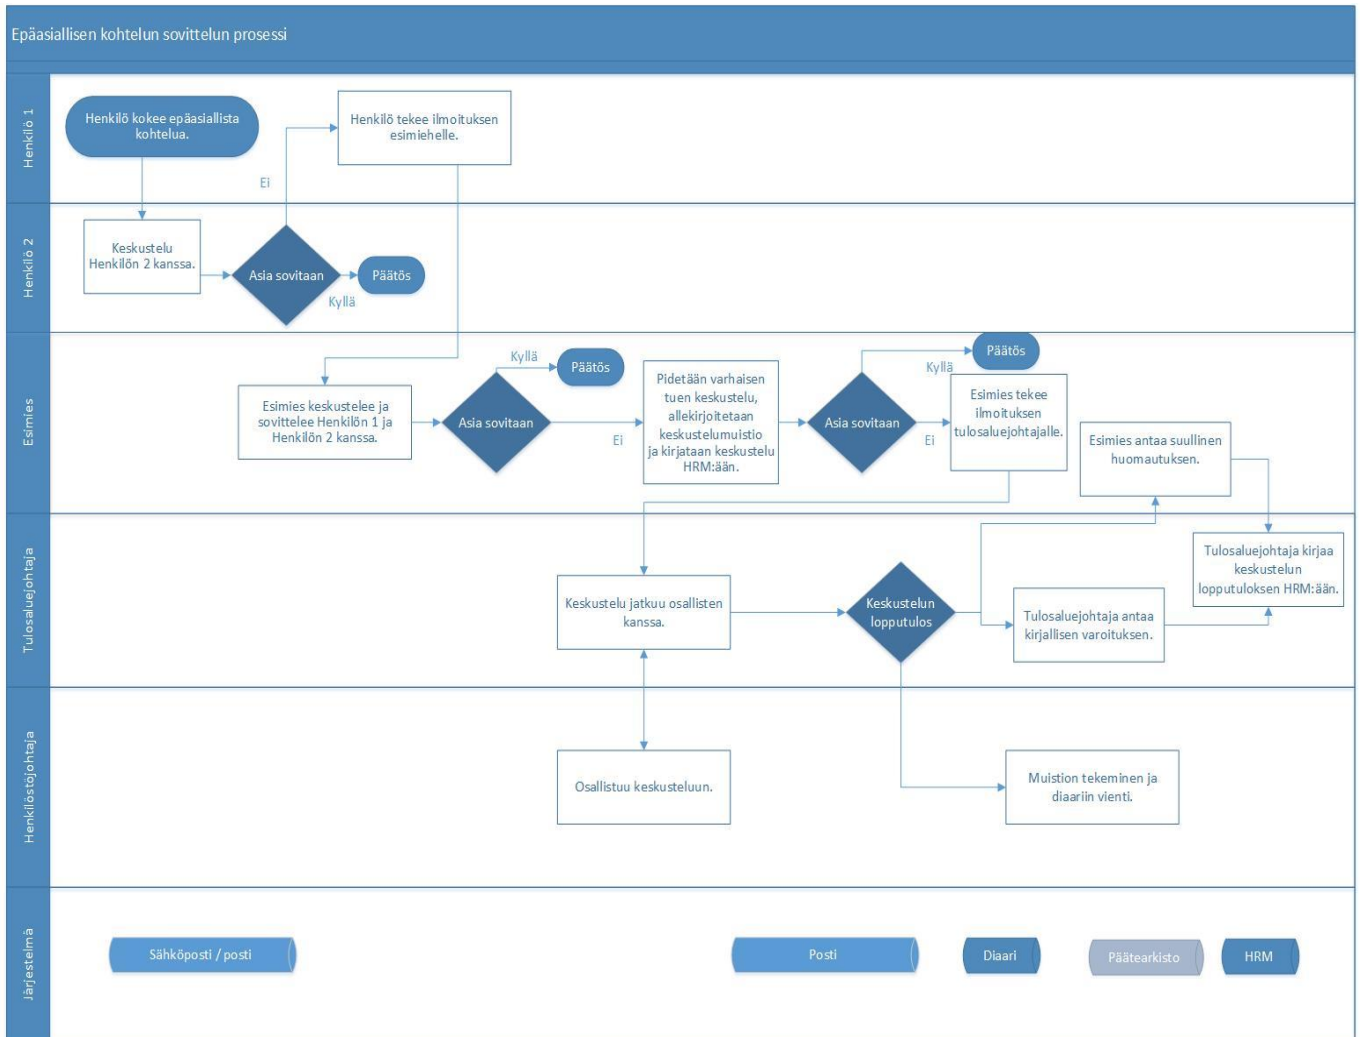 Epäasiallisen kohtelun sovittelun prosessi
Henkilö 1
Henkilö kokee epäasiallista
kohtelua.
Henkilö tekee ilmoituksen
esimiehelle.
Ei
Henkilö 2
Keskustelu
Henkilön 2 kanssa.
Asia sovitaan
Kyllä
Päätös
Esimies
Esimies keskustelee ja
sovittelee Henkilön 1 ja
Henkilön 2 kanssa.
Asia sovitaan
Kyllä
Päätös
Ei
Pidetään varhaisen
tuen keskustelu,
allekirjoitetaan
keskustelumuistio
ja kirjataan keskustelu
HRM:ään.
Asia sovitaan
Kyllä
Päätös
Ei
Esimies tekee
ilmoituksen
tulosaluejohtajalle.
Esimies antaa suullinen
huomautuksen.
Tulosaluejohtaja
Keskustelu jatkuu osallisten
kanssa.
Keskustelun
lopputulos
Tulosaluejohtaja antaa
kirjallisen varoituksen.
Tulosaluejohtaja kirjaa
keskustelun
lopputuloksen HRM:ään.
Henkilöstöjohtaja
Osallistuu keskusteluun.
Muistion tekeminen ja
diaariin vienti.
Järjestelmä
Sähköposti / posti
Posti
Diaari
Päätearkisto
HRM